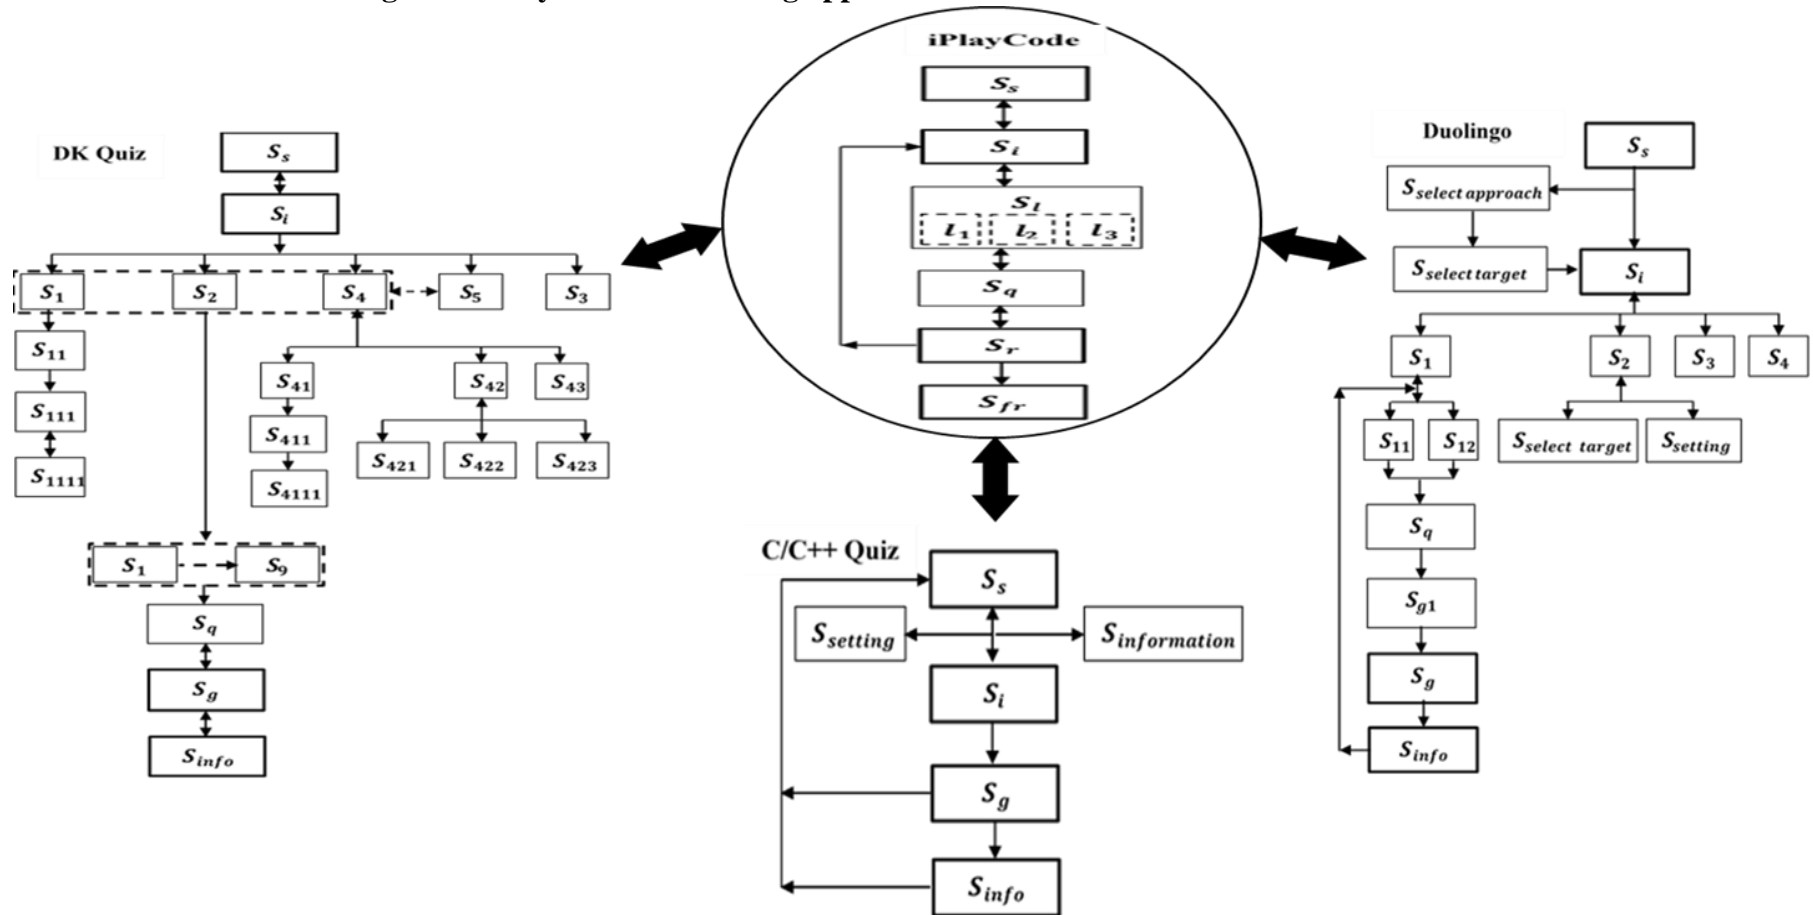 iPlayCode
S_s
S_i
S_l
l_1 l_2 l_3
S_q
S_r
S_fr
DK Quiz
S_s
S_i
S_1 S_2 S_4 S_5 S_3
S_11
S_111
S_1111
S_41 S_42 S_43
S_411
S_4111
S_421 S_422 S_423
S_1 S_9
S_q
S_g
S_info
C/C++ Quiz
S_s
S_setting S_information
S_i
S_g
S_info
Duolingo
S_s
S_select approach
S_select target S_i
S_1 S_2 S_3 S_4
S_11 S_12
S_select target S_setting
S_q
S_g1
S_g
S_info